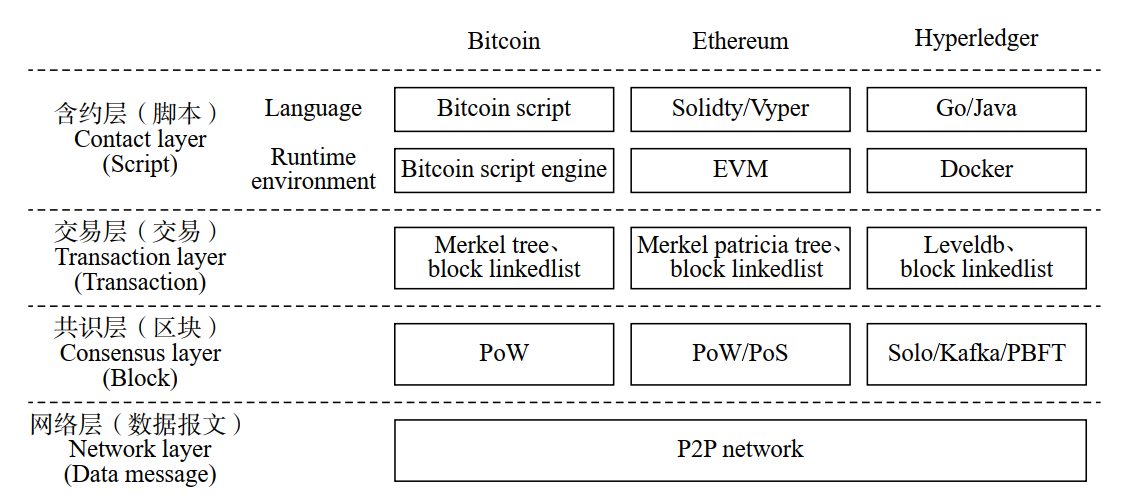 Bitcoin Ethereum Hyperledger
含约层（脚本）
Contact layer
(Script)
Language
Bitcoin script
Solidty/Vyper
Go/Java
Runtime
environment
Bitcoin script engine
EVM
Docker
交易层（交易）
Transaction layer
(Transaction)
Merkel tree、
block linkedlist
Merkel patricia tree、
block linkedlist
Leveldb、
block linkedlist
共识层（区块）
Consensus layer
(Block)
PoW
PoW/PoS
Solo/Kafka/PBFT
网络层（数据报文）
Network layer
(Data message)
P2P network